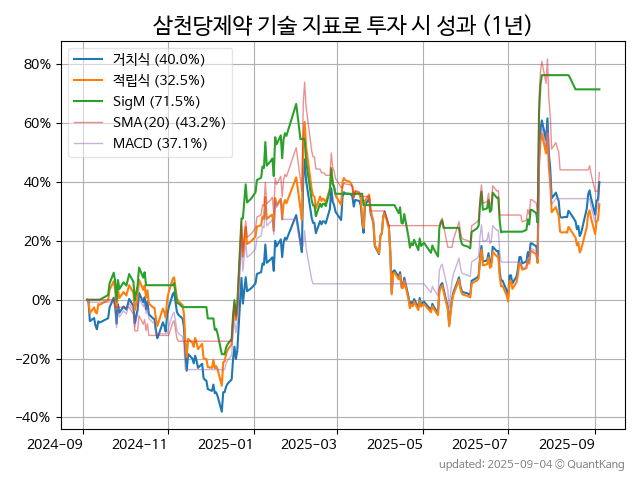 삼천당제약 기술 지표로 투자 시 성과 (1년)
거치식 (40.0%)
적립식 (32.5%)
SigM (71.5%)
SMA(20) (43.2%)
MACD (37.1%)
80%
60%
40%
20%
0%
−20%
−40%
2024-09
2024-11
2025-01
2025-03
2025-05
2025-07
2025-09
updated: 2025-09-04 © QuantKang